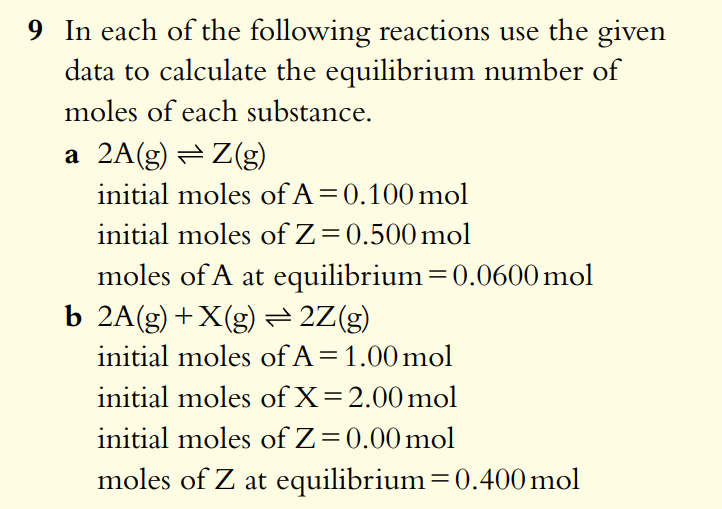 9 In each of the following reactions use the given
data to calculate the equilibrium number of
moles of each substance.
a 2A(g) ⇌ Z(g)
initial moles of A = 0.100 mol
initial moles of Z = 0.500 mol
moles of A at equilibrium = 0.0600 mol
b 2A(g) + X(g) ⇌ 2Z(g)
initial moles of A = 1.00 mol
initial moles of X = 2.00 mol
initial moles of Z = 0.00 mol
moles of Z at equilibrium = 0.400 mol